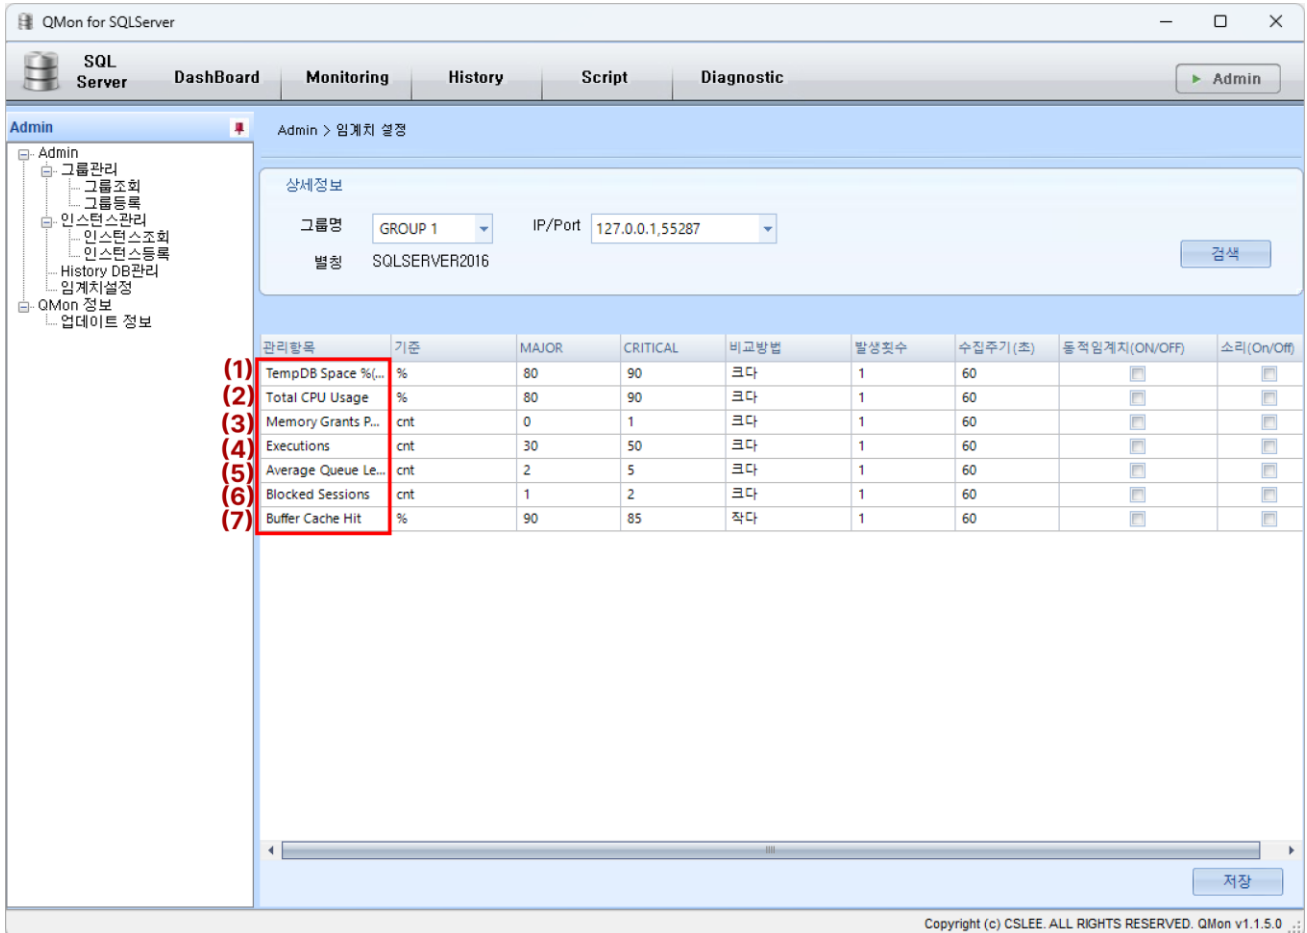 QMon for SQLServer
SQL Server DashBoard Monitoring History Script Diagnostic Admin
Admin
Admin
그룹관리
그룹조회
그룹등록
인스턴스관리
인스턴스조회
인스턴스등록
History DB관리
임계치설정
QMon 정보
업데이트 정보
Admin > 임계치 설정
상세정보
그룹명 GROUP 1 IP/Port 127.0.0.1,55287
별칭 SQLSERVER2016
검색
관리항목 기준 MAJOR CRITICAL 비교방법 발생횟수 수집주기(초) 동적임계치(ON/OFF) 소리(On/Off)
(1) TempDB Space %(... % 80 90 크다 1 60
(2) Total CPU Usage % 80 90 크다 1 60
(3) Memory Grants P... cnt 0 1 크다 1 60
(4) Executions cnt 30 50 크다 1 60
(5) Average Queue Le... cnt 2 5 크다 1 60
(6) Blocked Sessions cnt 1 2 크다 1 60
(7) Buffer Cache Hit % 90 85 작다 1 60
저장
Copyright (c) CSLEE. ALL RIGHTS RESERVED. QMon v1.1.5.0